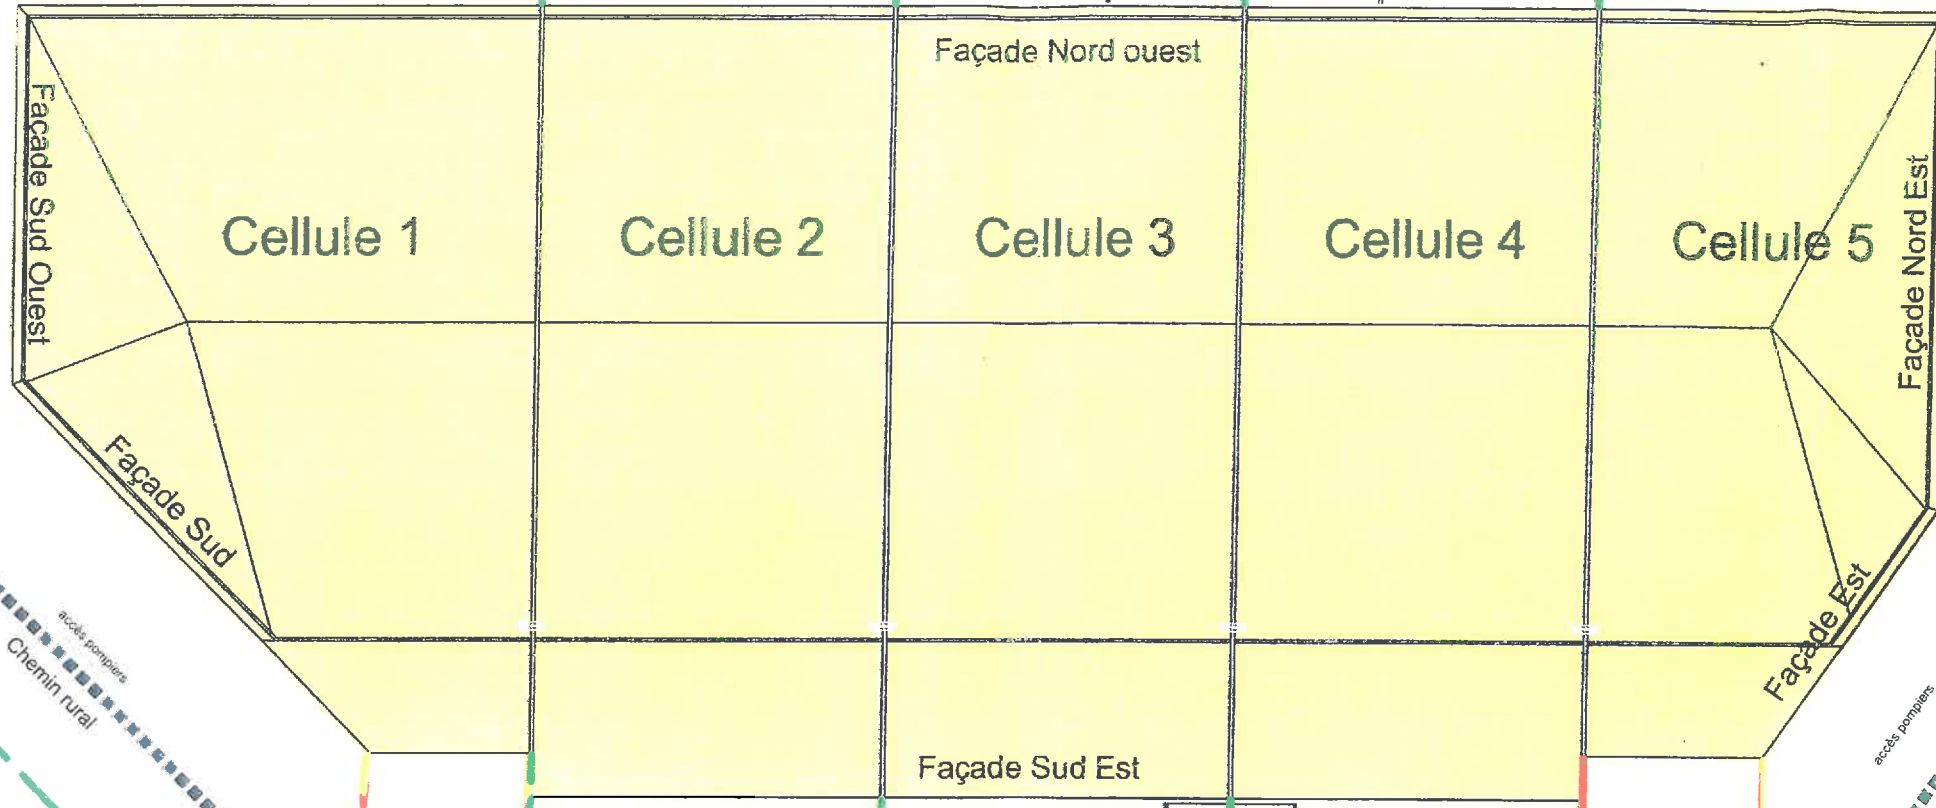 Façade Nord ouest
Façade Sud Ouest
Cellule 1
Cellule 2
Cellule 3
Cellule 4
Cellule 5
Façade Nord Est
Façade Sud
Façade Est
accès pompiers
Chemin rural
Façade Sud Est
accès pompiers